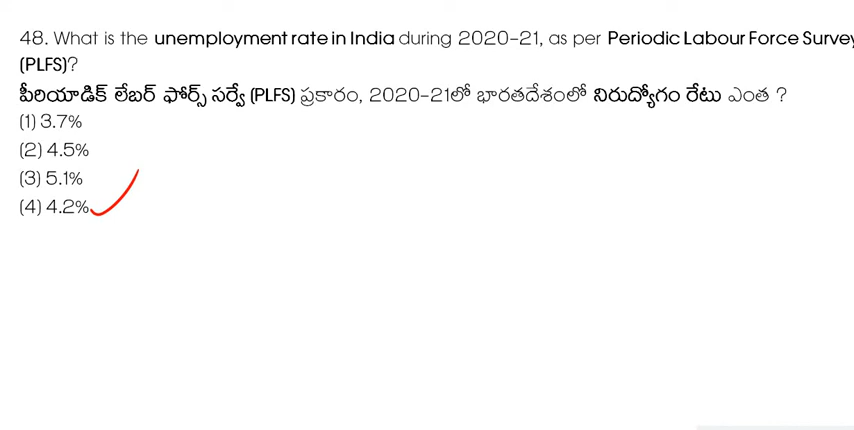 48. What is the unemployment rate in India during 2020-21, as per Periodic Labour Force Survey
(PLFS)?
పీరియాడిక్ లేబర్ ఫోర్స్ సర్వే (PLFS) ప్రకారం, 2020-21లో భారతదేశంలో నిరుద్యోగం రేటు ఎంత ?
(1) 3.7%
(2) 4.5%
(3) 5.1%
(4) 4.2%